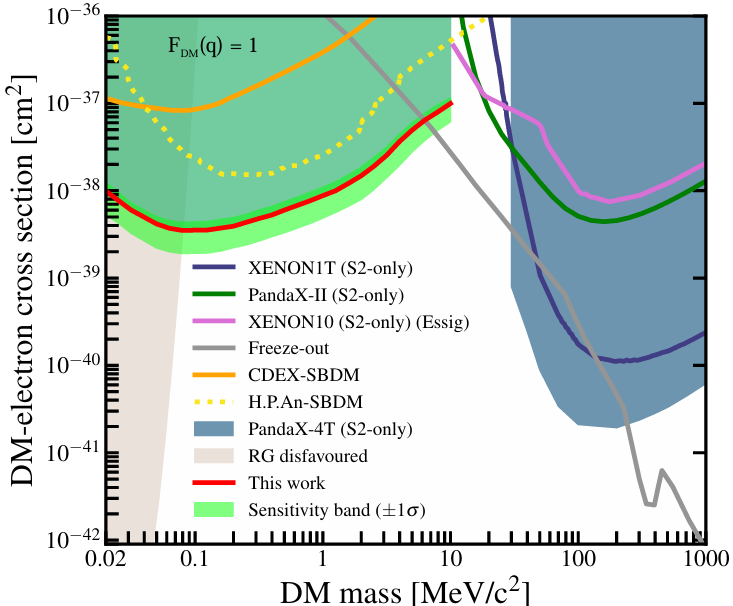 F_DM(q) = 1
DM-electron cross section [cm²]
10⁻³⁶
10⁻³⁷
10⁻³⁸
10⁻³⁹
10⁻⁴⁰
10⁻⁴¹
10⁻⁴²
XENON1T (S2-only)
PandaX-II (S2-only)
XENON10 (S2-only) (Essig)
Freeze-out
CDEX-SBDM
H.P.An-SBDM
PandaX-4T (S2-only)
RG disfavoured
This work
Sensitivity band (±1σ)
0.02 0.1 1 10 100 1000
DM mass [MeV/c²]